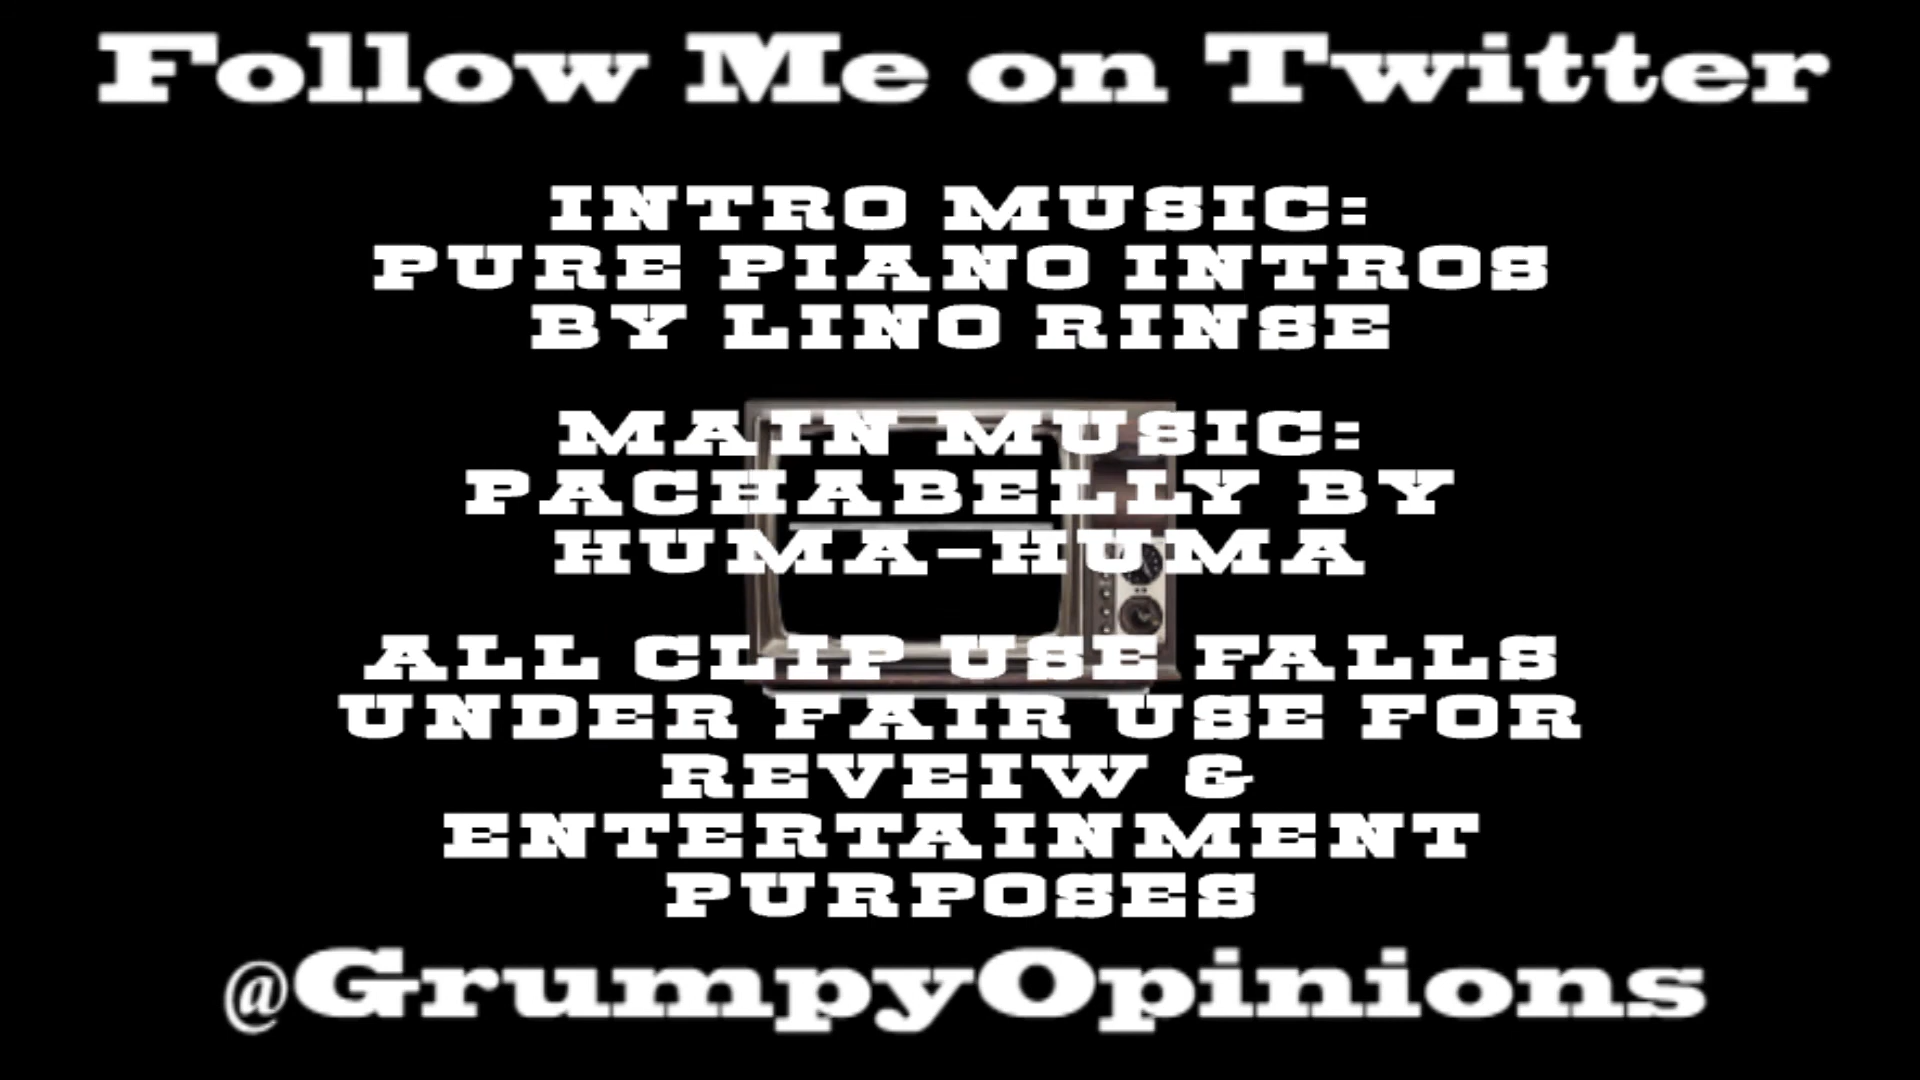 Follow Me on Twitter
INTRO MUSIC:
PURE PIANO INTROS
BY LINO RINSE
MAIN MUSIC:
PACHABELLY BY
HUMA-HUMA
ALL CLIP USE FALLS
UNDER FAIR USE FOR
REVEIW &
ENTERTAINMENT
PURPOSES
@GrumpyOpinions